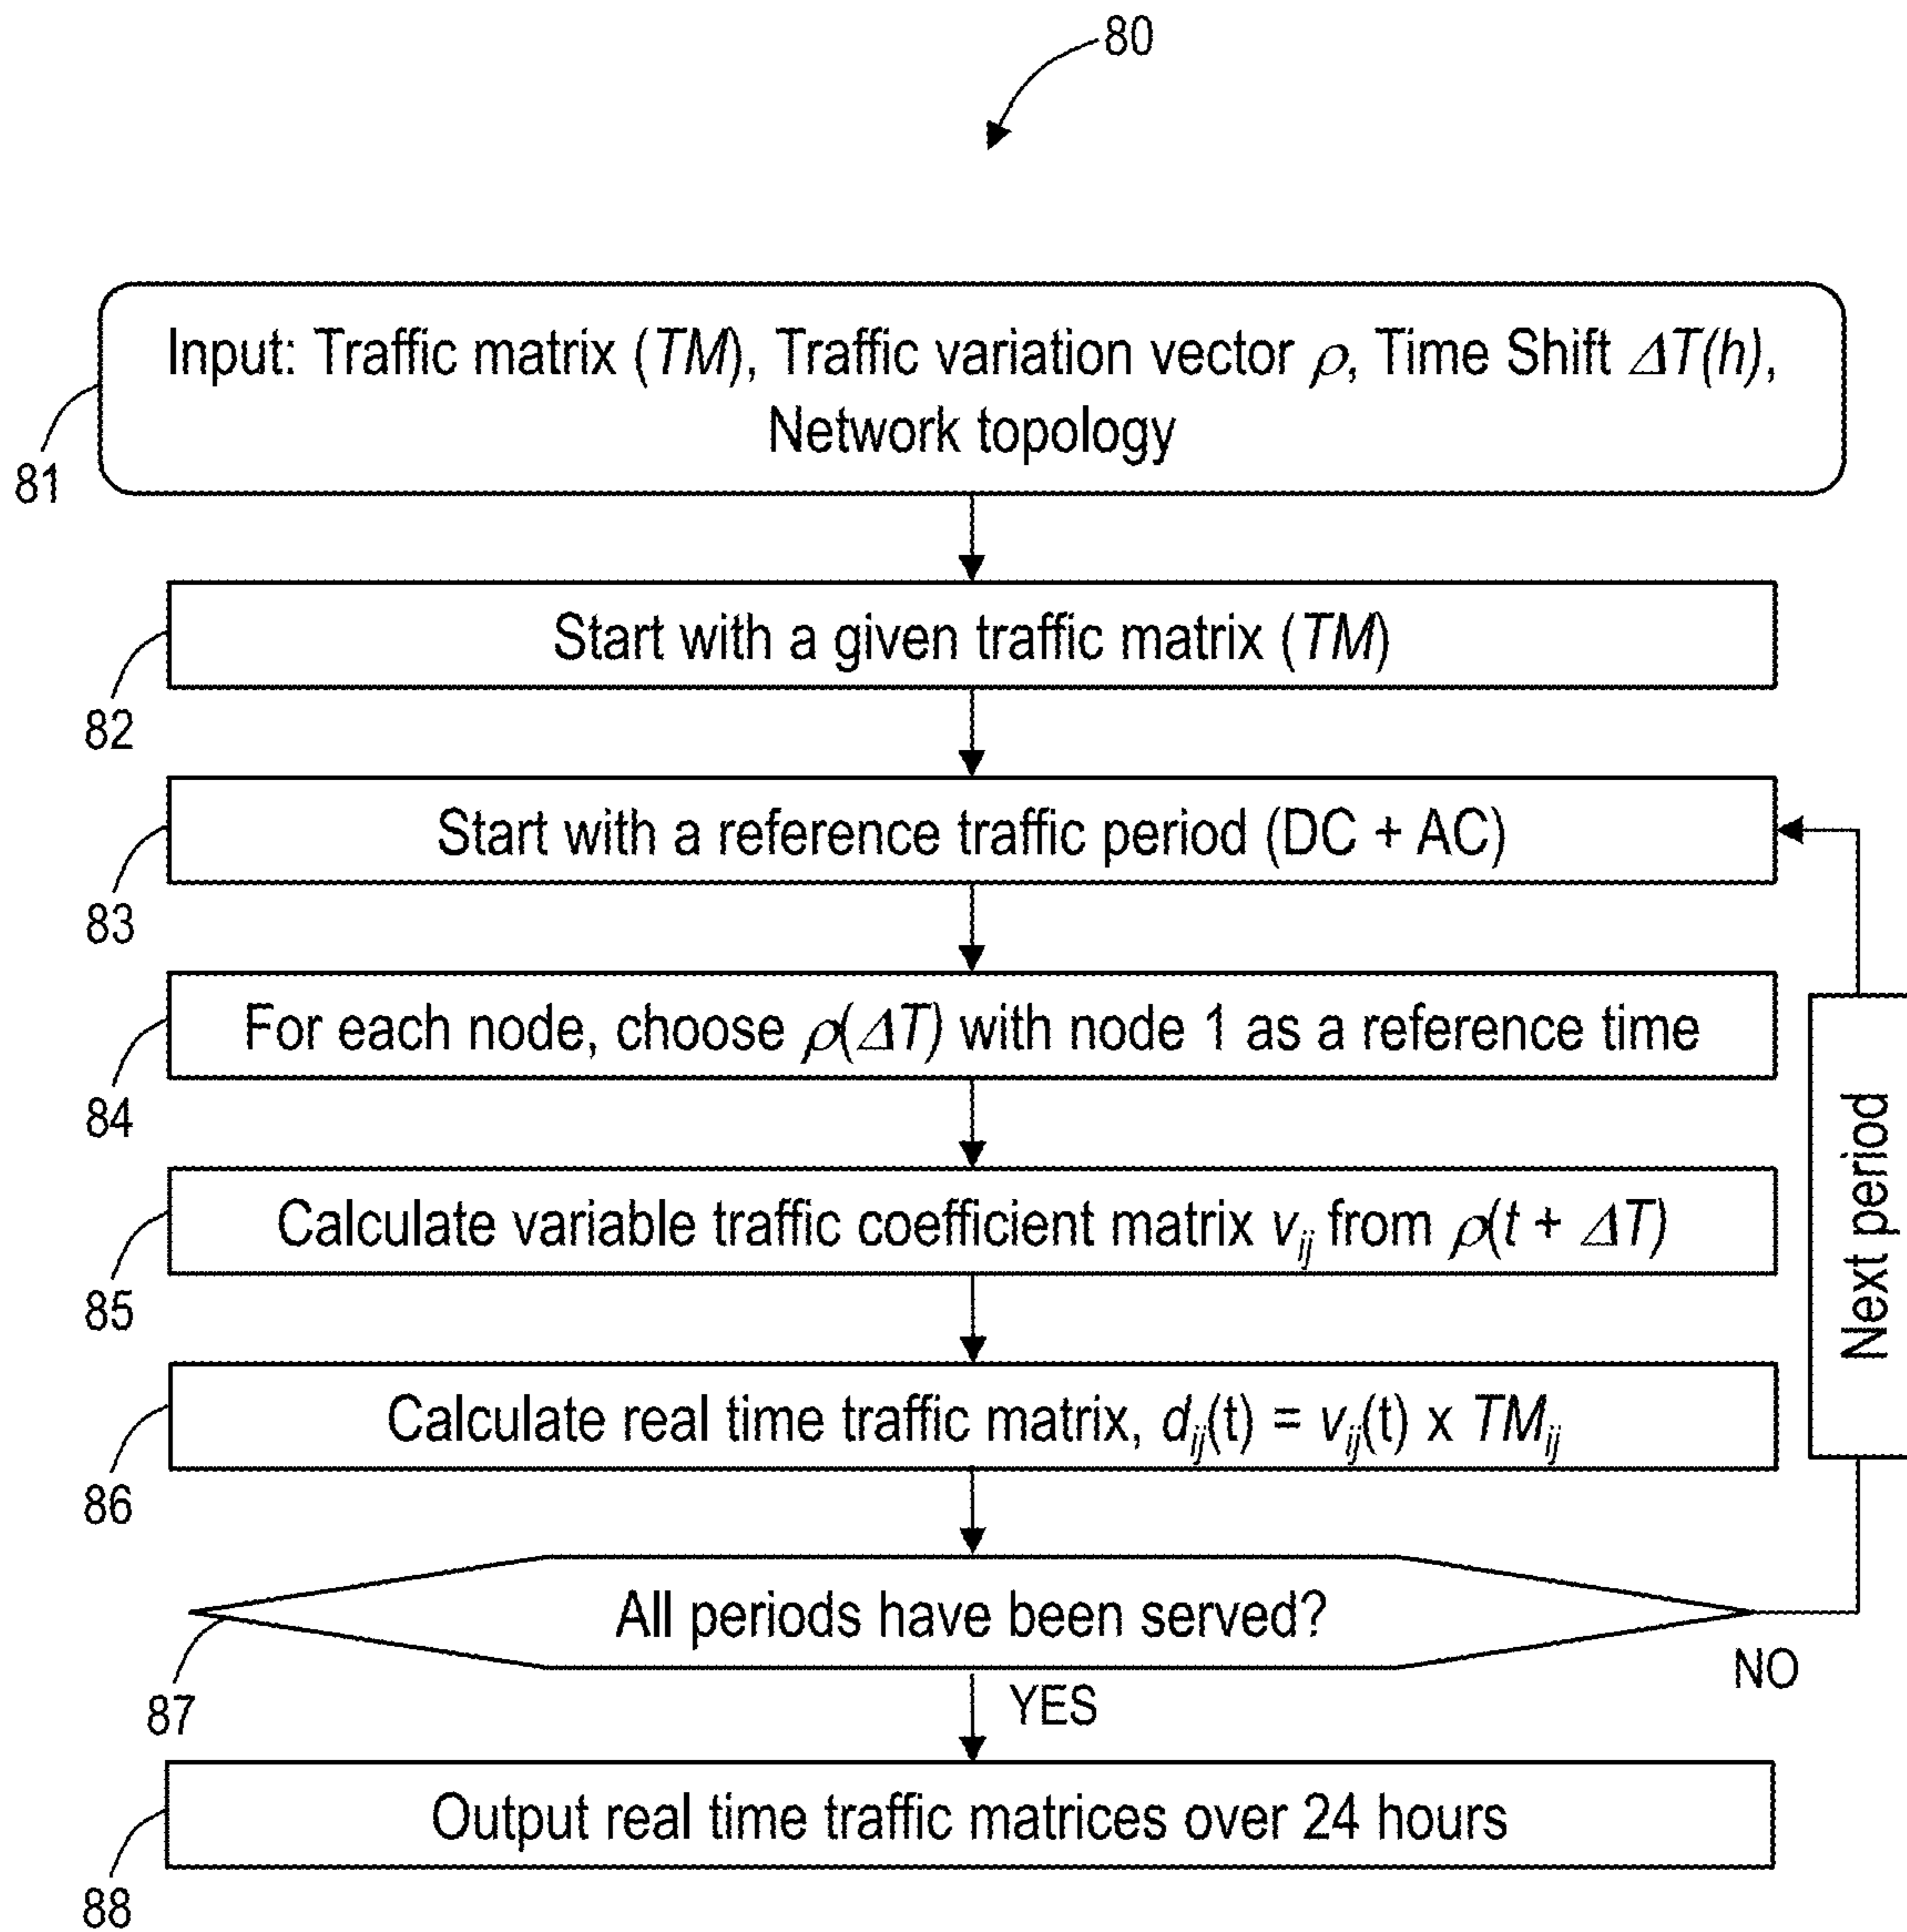 80
Input: Traffic matrix (TM), Traffic variation vector ρ, Time Shift ΔT(h),
Network topology
81
Start with a given traffic matrix (TM)
82
Start with a reference traffic period (DC + AC)
83
For each node, choose ρ(ΔT) with node 1 as a reference time
84
Calculate variable traffic coefficient matrix vij from ρ(t + ΔT)
85
Calculate real time traffic matrix, dij(t) = vij(t) x TMij
86
Next period
All periods have been served?
87
NO
YES
Output real time traffic matrices over 24 hours
88